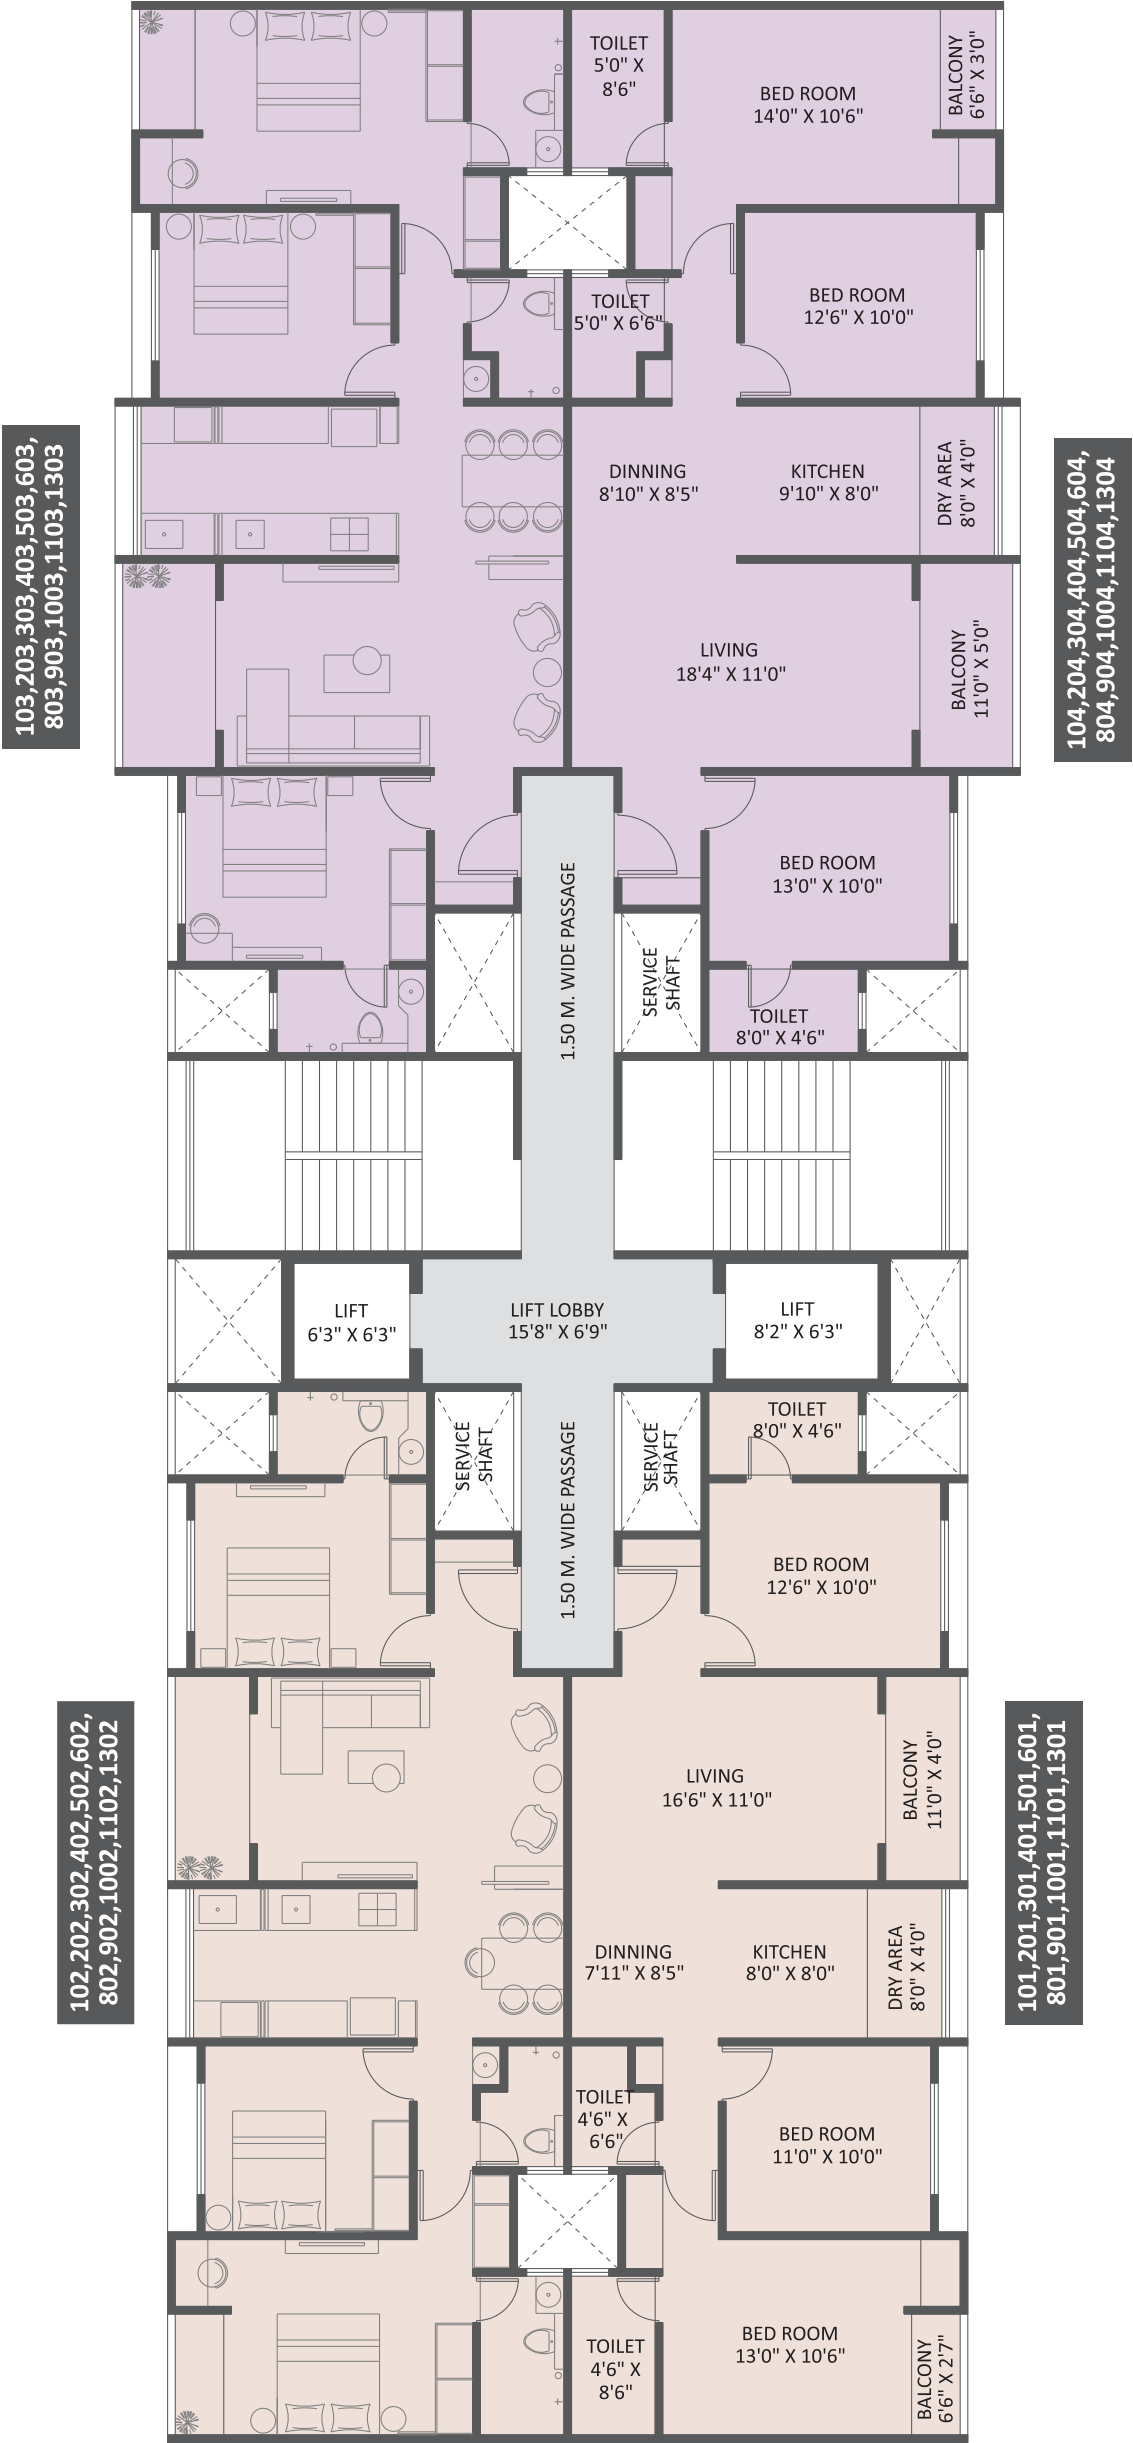 TOILET
5'0" X
8'6"
BED ROOM
14'0" X 10'6"
BALCONY
6'6" X 3'0"
BED ROOM
12'6" X 10'0"
TOILET
5'0" X 6'6"
103,203,303,403,503,603,
803,903,1003,1103,1303
DINNING
8'10" X 8'5"
KITCHEN
9'10" X 8'0"
DRY AREA
8'0" X 4'0"
104,204,304,404,504,604,
804,904,1004,1104,1304
LIVING
18'4" X 11'0"
BALCONY
11'0" X 5'0"
BED ROOM
13'0" X 10'0"
1.50 M. WIDE PASSAGE
SERVICE
SHAFT
TOILET
8'0" X 4'6"
LIFT
6'3" X 6'3"
LIFT LOBBY
15'8" X 6'9"
LIFT
8'2" X 6'3"
TOILET
8'0" X 4'6"
SERVICE
SHAFT
1.50 M. WIDE PASSAGE
SERVICE
SHAFT
BED ROOM
12'6" X 10'0"
102,202,302,402,502,602,
802,902,1002,1102,1302
LIVING
16'6" X 11'0"
BALCONY
11'0" X 4'0"
101,201,301,401,501,601,
801,901,1001,1101,1301
DINNING
7'11" X 8'5"
KITCHEN
8'0" X 8'0"
DRY AREA
8'0" X 4'0"
TOILET
4'6" X
6'6"
BED ROOM
11'0" X 10'0"
TOILET
4'6" X
8'6"
BED ROOM
13'0" X 10'6"
BALCONY
6'6" X 2'7"